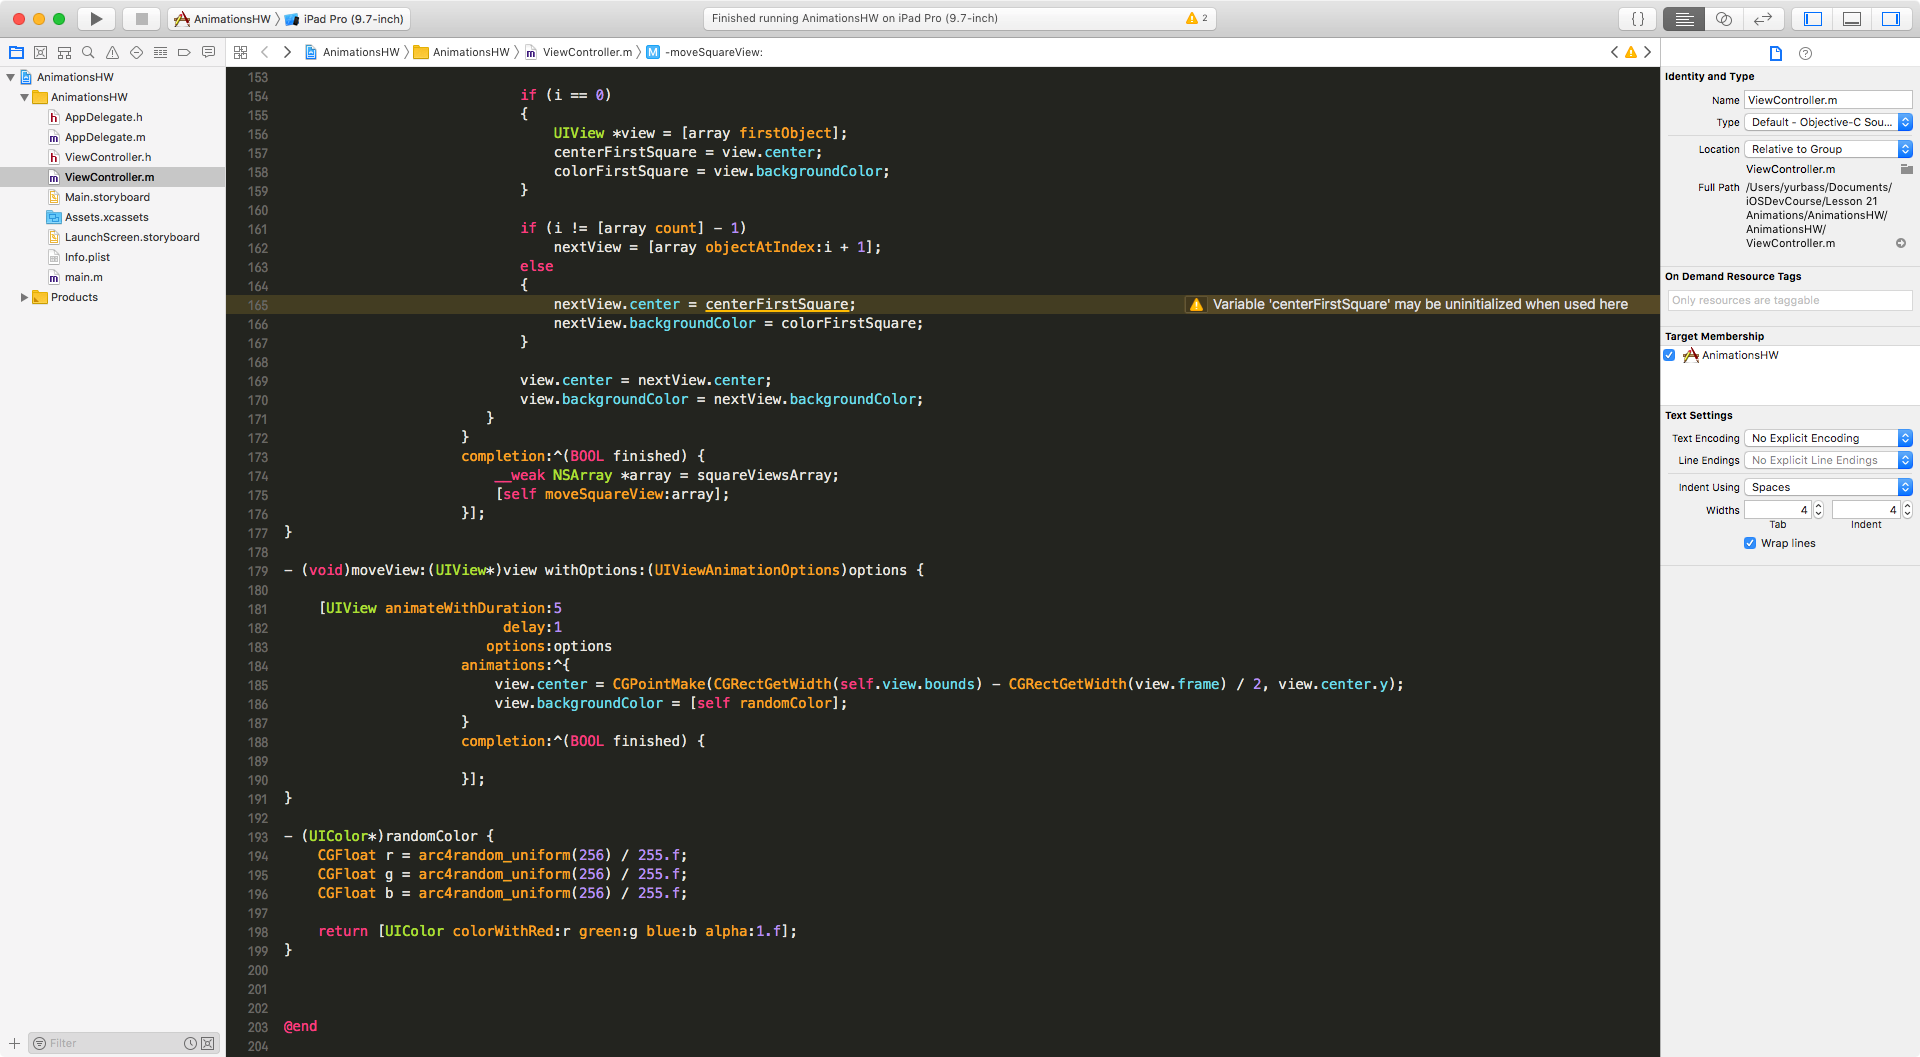 AnimationsHW
iPad Pro (9.7-inch)
Finished running AnimationsHW on iPad Pro (9.7-inch)
2
{ }
AnimationsHW
AnimationsHW
ViewController.m
M
-moveSquareView:
AnimationsHW
AnimationsHW
AppDelegate.h
AppDelegate.m
ViewController.h
ViewController.m
Main.storyboard
Assets.xcassets
LaunchScreen.storyboard
Info.plist
main.m
Products
Filter
153
154 if (i == 0)
155 {
156 UIView *view = [array firstObject];
157 centerFirstSquare = view.center;
158 colorFirstSquare = view.backgroundColor;
159 }
160
161 if (i != [array count] - 1)
162 nextView = [array objectAtIndex:i + 1];
163 else
164 {
165 nextView.center = centerFirstSquare; Variable 'centerFirstSquare' may be uninitialized when used here
166 nextView.backgroundColor = colorFirstSquare;
167 }
168
169 view.center = nextView.center;
170 view.backgroundColor = nextView.backgroundColor;
171 }
172 }
173 completion:^(BOOL finished) {
174 __weak NSArray *array = squareViewsArray;
175 [self moveSquareView:array];
176 }];
177 }
178
179 - (void)moveView:(UIView*)view withOptions:(UIViewAnimationOptions)options {
180
181 [UIView animateWithDuration:5
182 delay:1
183 options:options
184 animations:^{
185 view.center = CGPointMake(CGRectGetWidth(self.view.bounds) - CGRectGetWidth(view.frame) / 2, view.center.y);
186 view.backgroundColor = [self randomColor];
187 }
188 completion:^(BOOL finished) {
189
190 }];
191 }
192
193 - (UIColor*)randomColor {
194 CGFloat r = arc4random_uniform(256) / 255.f;
195 CGFloat g = arc4random_uniform(256) / 255.f;
196 CGFloat b = arc4random_uniform(256) / 255.f;
197
198 return [UIColor colorWithRed:r green:g blue:b alpha:1.f];
199 }
200
201
202
203 @end
204
Identity and Type
Name ViewController.m
Type Default - Objective-C Sou...
Location Relative to Group
ViewController.m
Full Path /Users/yurbass/Documents/
iOSDevCourse/Lesson 21
Animations/AnimationsHW/
AnimationsHW/
ViewController.m
On Demand Resource Tags
Only resources are taggable
Target Membership
AnimationsHW
Text Settings
Text Encoding No Explicit Encoding
Line Endings No Explicit Line Endings
Indent Using Spaces
Widths 4 4
Tab Indent
Wrap lines